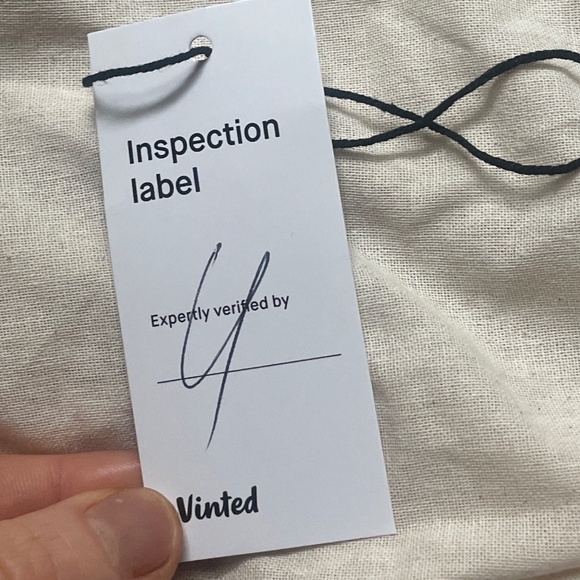 Inspection
label
Expertly verified by
Vinted